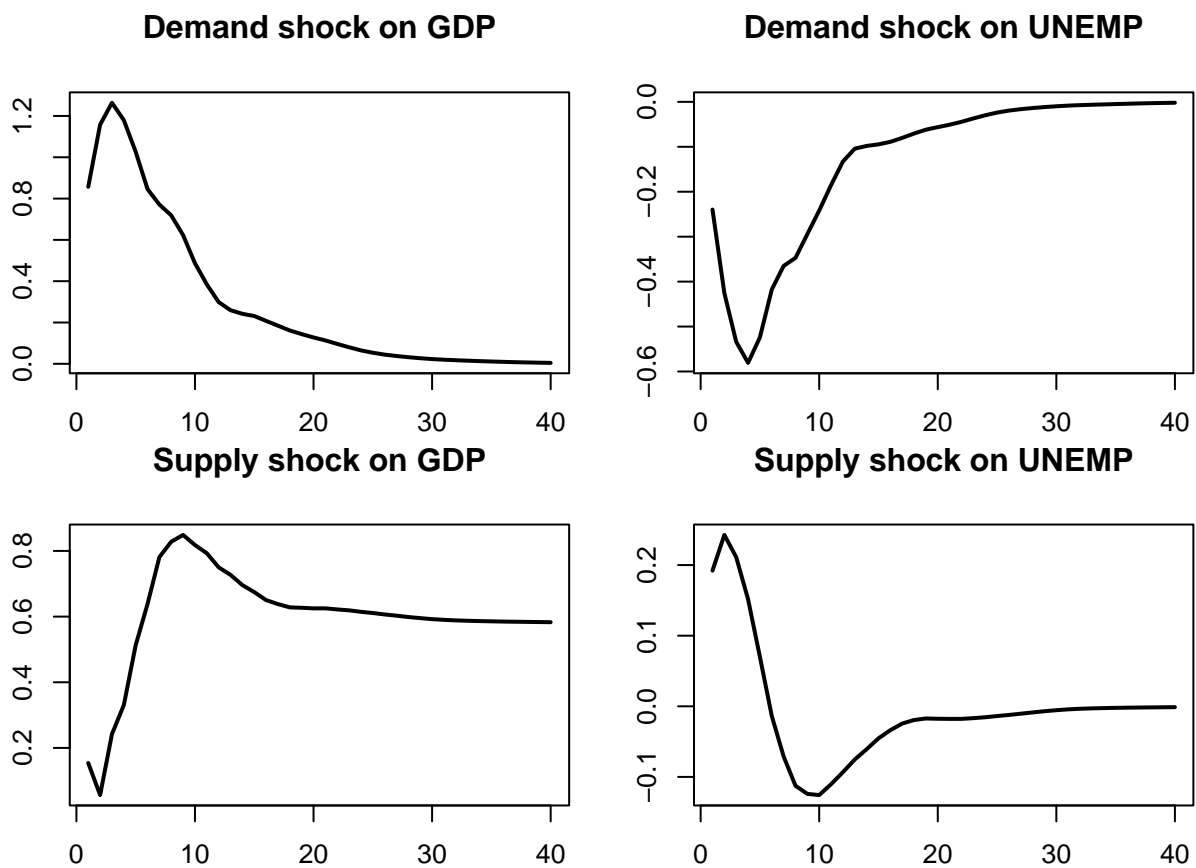 Demand shock on GDP
0.0 0.4 0.8 1.2
0 10 20 30 40
Demand shock on UNEMP
−0.6 −0.4 −0.2 0.0
0 10 20 30 40
Supply shock on GDP
0.2 0.4 0.6 0.8
0 10 20 30 40
Supply shock on UNEMP
−0.1 0.0 0.1 0.2
0 10 20 30 40